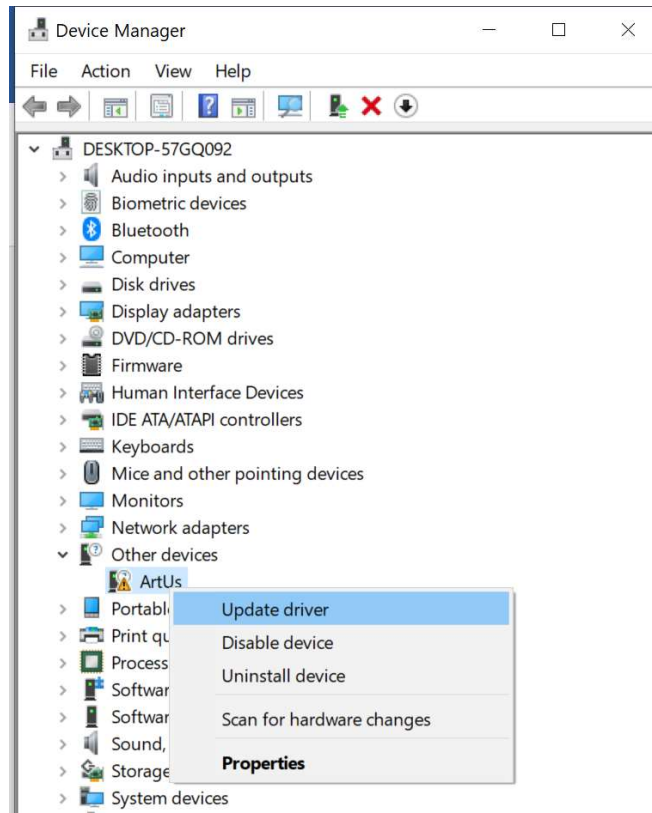 Device Manager
File Action View Help
DESKTOP-57GQ092
Audio inputs and outputs
Biometric devices
Bluetooth
Computer
Disk drives
Display adapters
DVD/CD-ROM drives
Firmware
Human Interface Devices
IDE ATA/ATAPI controllers
Keyboards
Mice and other pointing devices
Monitors
Network adapters
Other devices
ArtUs
Portabl
Update driver
Print qu
Disable device
Process
Uninstall device
Softwar
Softwar
Scan for hardware changes
Sound,
Properties
Storage
System devices